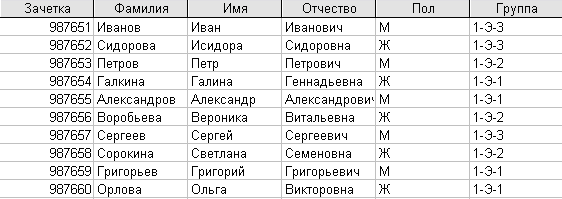 Зачетка Фамилия Имя Отчество Пол Группа
987651 Иванов Иван Иванович М 1-Э-3
987652 Сидорова Исидора Сидоровна Ж 1-Э-3
987653 Петров Петр Петрович М 1-Э-2
987654 Галкина Галина Геннадьевна Ж 1-Э-1
987655 Александров Александр Александрович М 1-Э-1
987656 Воробьева Вероника Витальевна Ж 1-Э-2
987657 Сергеев Сергей Сергеевич М 1-Э-3
987658 Сорокина Светлана Семеновна Ж 1-Э-2
987659 Григорьев Григорий Григорьевич М 1-Э-1
987660 Орлова Ольга Викторовна Ж 1-Э-1